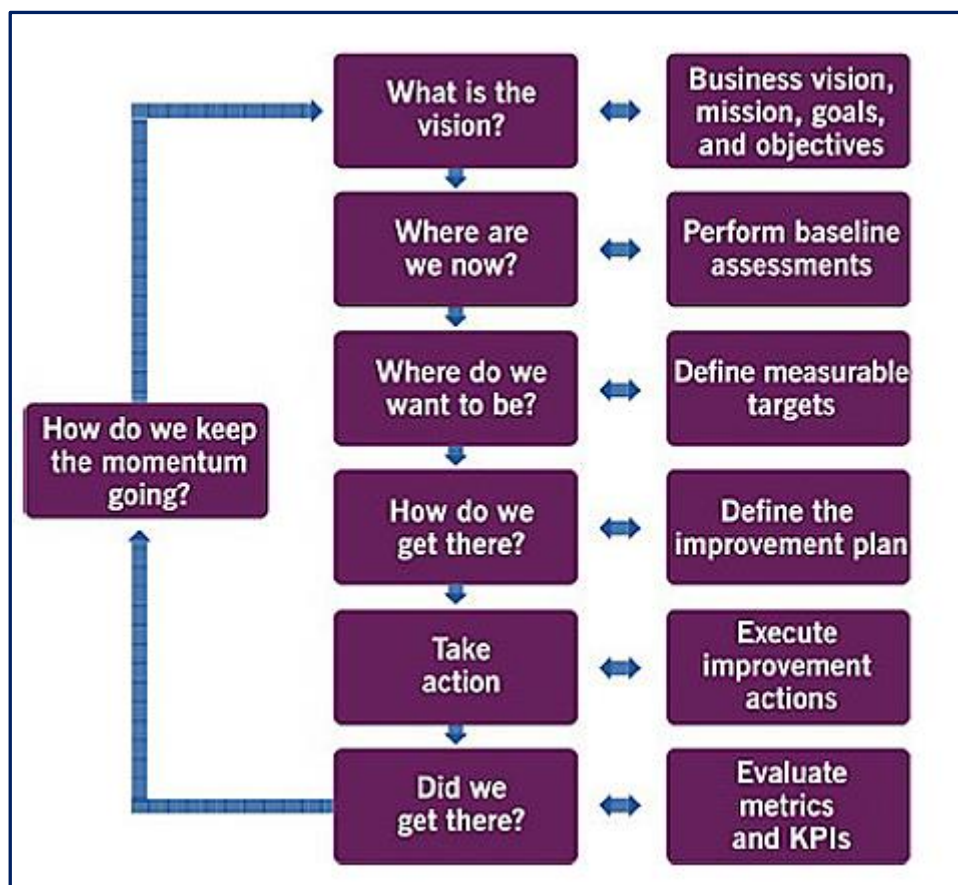 What is the
vision?
Business vision,
mission, goals,
and objectives
Where are
we now?
Perform baseline
assessments
Where do we
want to be?
Define measurable
targets
How do we keep
the momentum
going?
How do we
get there?
Define the
improvement plan
Take
action
Execute
improvement
actions
Did we
get there?
Evaluate
metrics
and KPIs